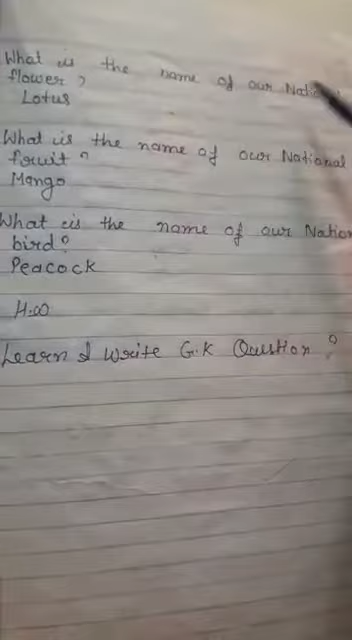 What is the name of our Nation
flower ?
Lotus
What is the name of our National
fruit ?
Mango
What is the name of our Nation
bird ?
Peacock
H.w
Learn & Write G.K Question ?